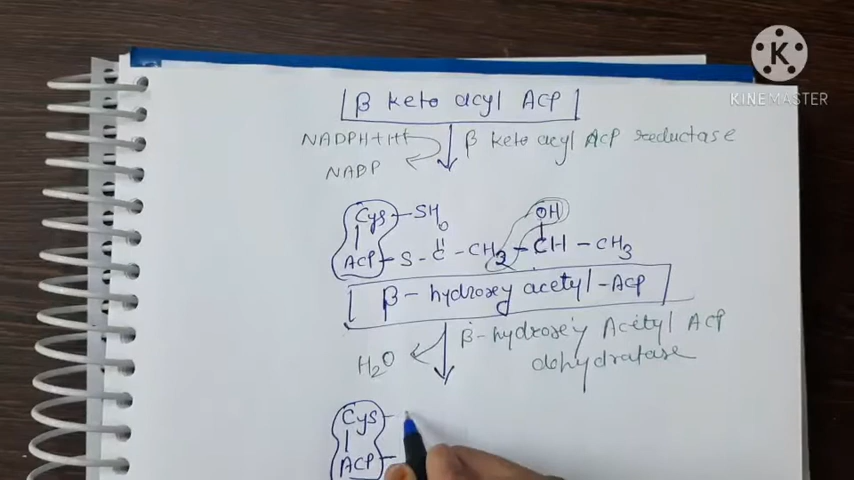 K
KINEMASTER
β keto acyl ACP
NADPH+H+ β keto acyl ACP reductase
NADP
Cys - SH OH
O
ACP - S - C - CH2 - CH - CH3
β - hydroxy acetyl - ACP
β - hydroxy Acetyl ACP
H2O dehydratase
Cys -
ACP -